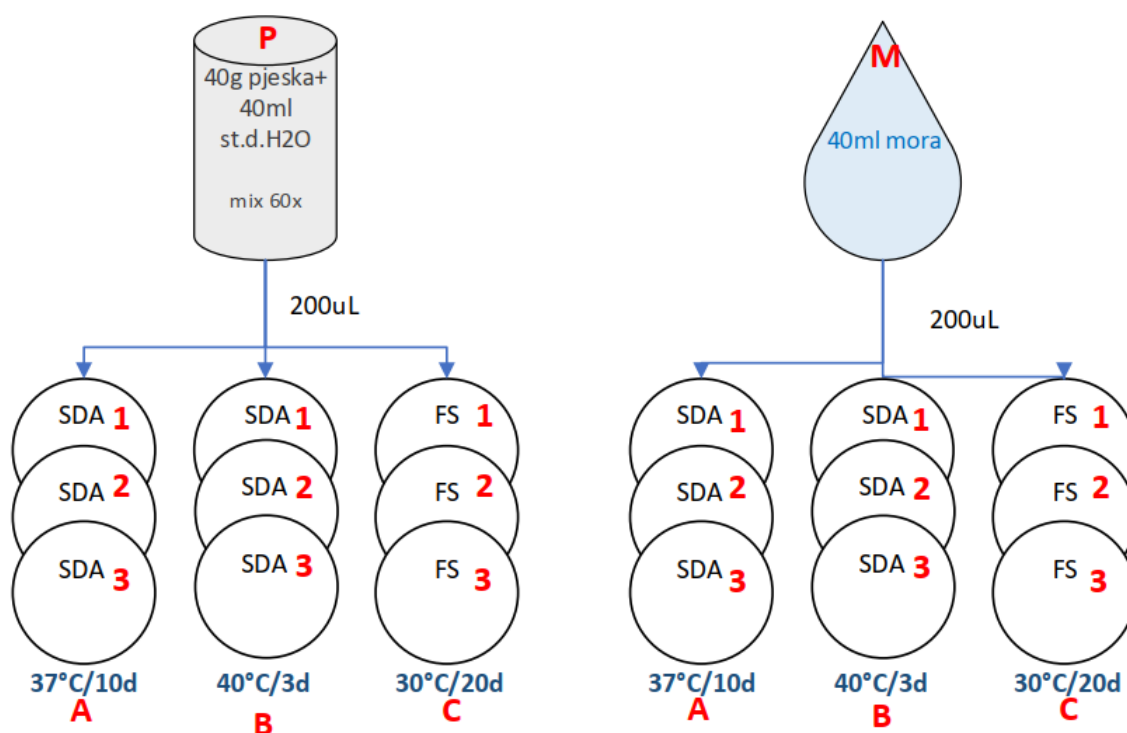 P
40g pjeska+
40ml
st.d.H2O
mix 60x
200uL
SDA 1
SDA 2
SDA 3
37°C/10d
A
SDA 1
SDA 2
SDA 3
40°C/3d
B
FS 1
FS 2
FS 3
30°C/20d
C
M
40ml mora
200uL
SDA 1
SDA 2
SDA 3
37°C/10d
A
SDA 1
SDA 2
SDA 3
40°C/3d
B
FS 1
FS 2
FS 3
30°C/20d
C